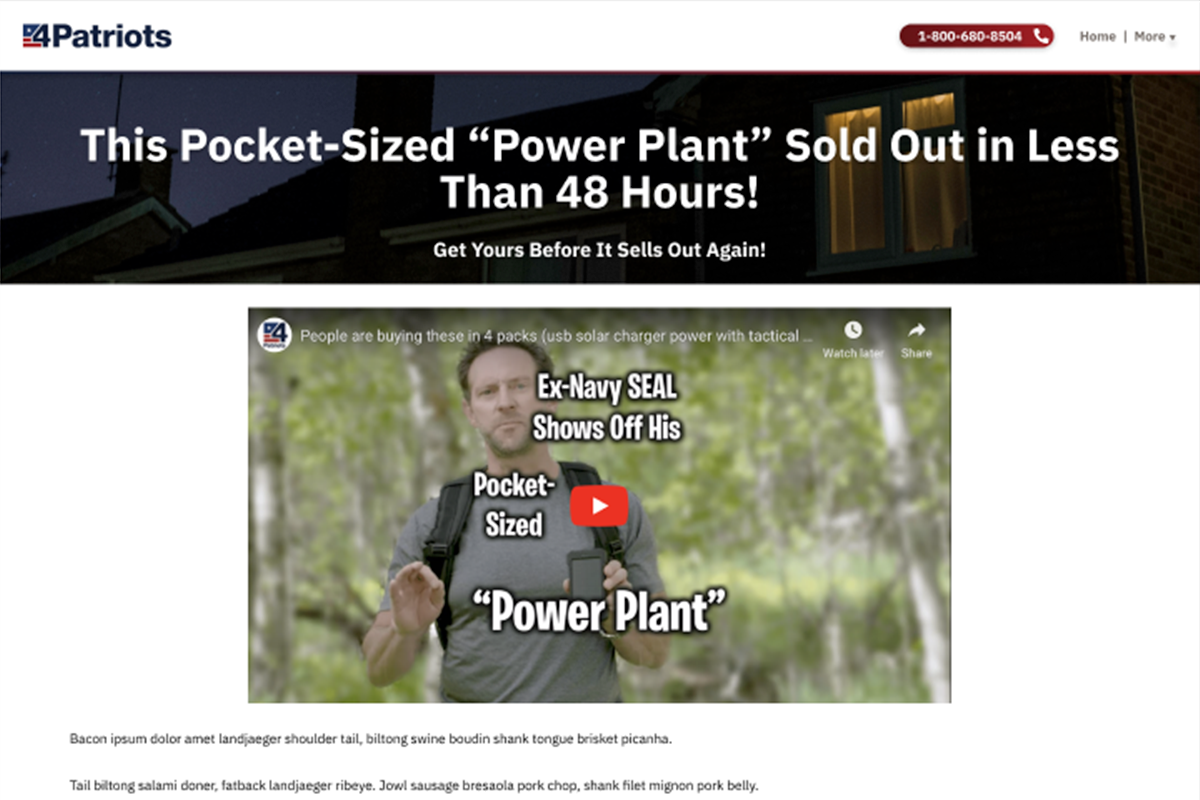 4Patriots
1-800-680-8504
Home | More ▾
This Pocket-Sized “Power Plant” Sold Out in Less
Than 48 Hours!
Get Yours Before It Sells Out Again!
4
Patriots
People are buying these in 4 packs (usb solar charger power with tactical ...
Watch later
Share
Ex-Navy SEAL
Shows Off His
Pocket-
Sized
“Power Plant”
Bacon ipsum dolor amet landjaeger shoulder tail, biltong swine boudin shank tongue brisket picanha.
Tail biltong salami doner, fatback landjaeger ribeye. Jowl sausage bresaola pork chop, shank filet mignon pork belly.